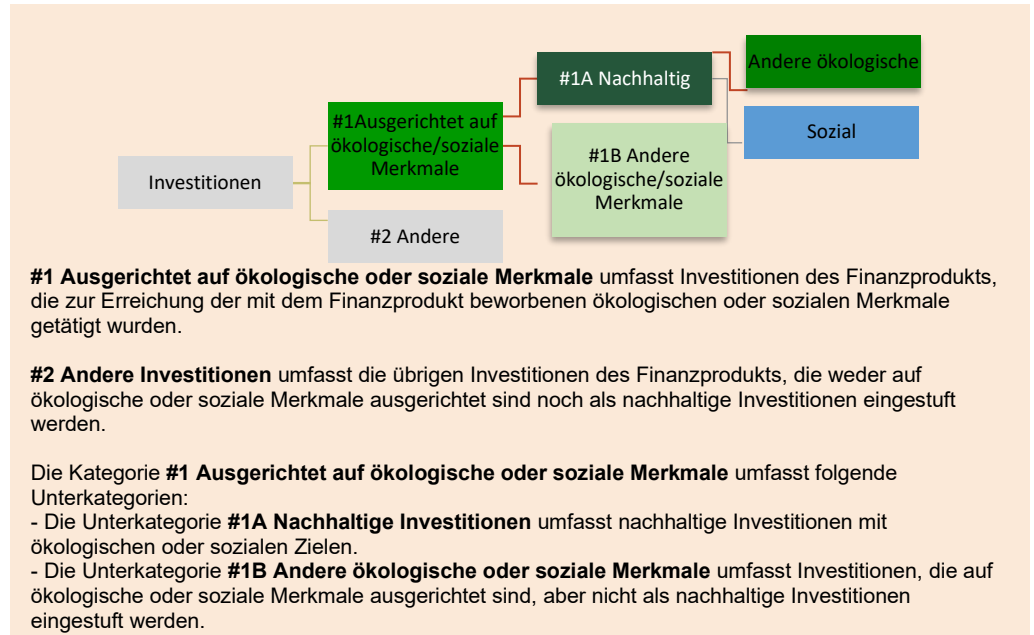 Andere ökologische
#1A Nachhaltig
#1Ausgerichtet auf
ökologische/soziale
Merkmale
Sozial
#1B Andere
ökologische/soziale
Merkmale
Investitionen
#2 Andere
#1 Ausgerichtet auf ökologische oder soziale Merkmale umfasst Investitionen des Finanzprodukts,
die zur Erreichung der mit dem Finanzprodukt beworbenen ökologischen oder sozialen Merkmale
getätigt wurden.
#2 Andere Investitionen umfasst die übrigen Investitionen des Finanzprodukts, die weder auf
ökologische oder soziale Merkmale ausgerichtet sind noch als nachhaltige Investitionen eingestuft
werden.
Die Kategorie #1 Ausgerichtet auf ökologische oder soziale Merkmale umfasst folgende
Unterkategorien:
- Die Unterkategorie #1A Nachhaltige Investitionen umfasst nachhaltige Investitionen mit
ökologischen oder sozialen Zielen.
- Die Unterkategorie #1B Andere ökologische oder soziale Merkmale umfasst Investitionen, die auf
ökologische oder soziale Merkmale ausgerichtet sind, aber nicht als nachhaltige Investitionen
eingestuft werden.